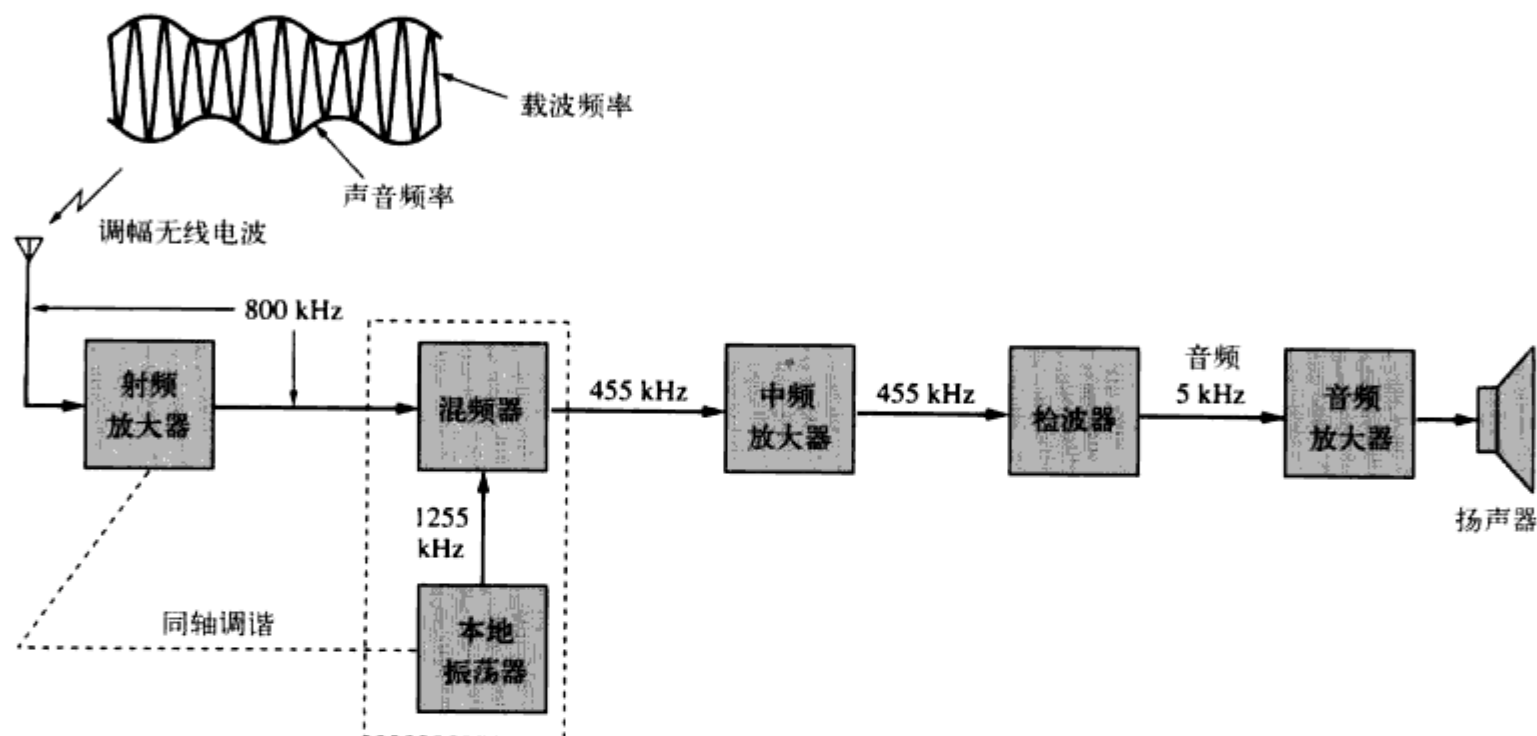 载波频率
声音频率
调幅无线电波
800 kHz
射频
放大器
混频器
455 kHz
中频
放大器
455 kHz
检波器
音频
5 kHz
音频
放大器
扬声器
1255
kHz
同轴调谐
本地
振荡器